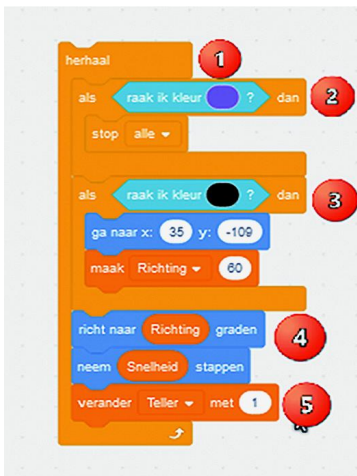 herhaal 1
als raak ik kleur ? dan 2
stop alle
als raak ik kleur ? dan 3
ga naar x: 35 y: -109
maak Richting 60
richt naar Richting graden 4
neem Snelheid stappen
verander Teller met 1 5